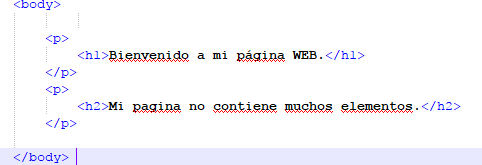 <body>
<p>
<h1>Bienvenido a mi página WEB.</h1>
</p>
<p>
<h2>Mi pagina no contiene muchos elementos.</h2>
</p>
</body>